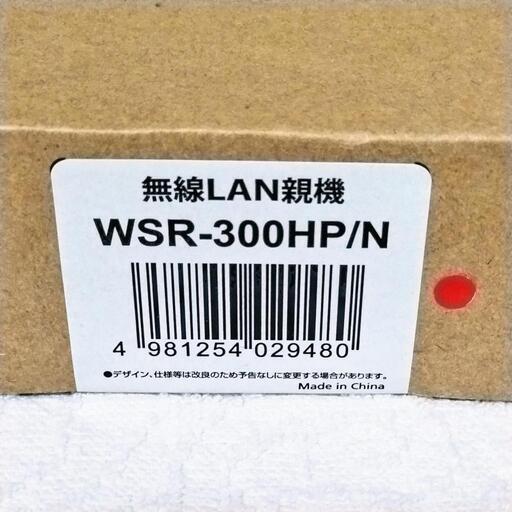 無線LAN親機
WSR-300HP/N
4 981254 029480
●デザイン、仕様等は改良のため予告なしに変更する場合があります。
Made in China